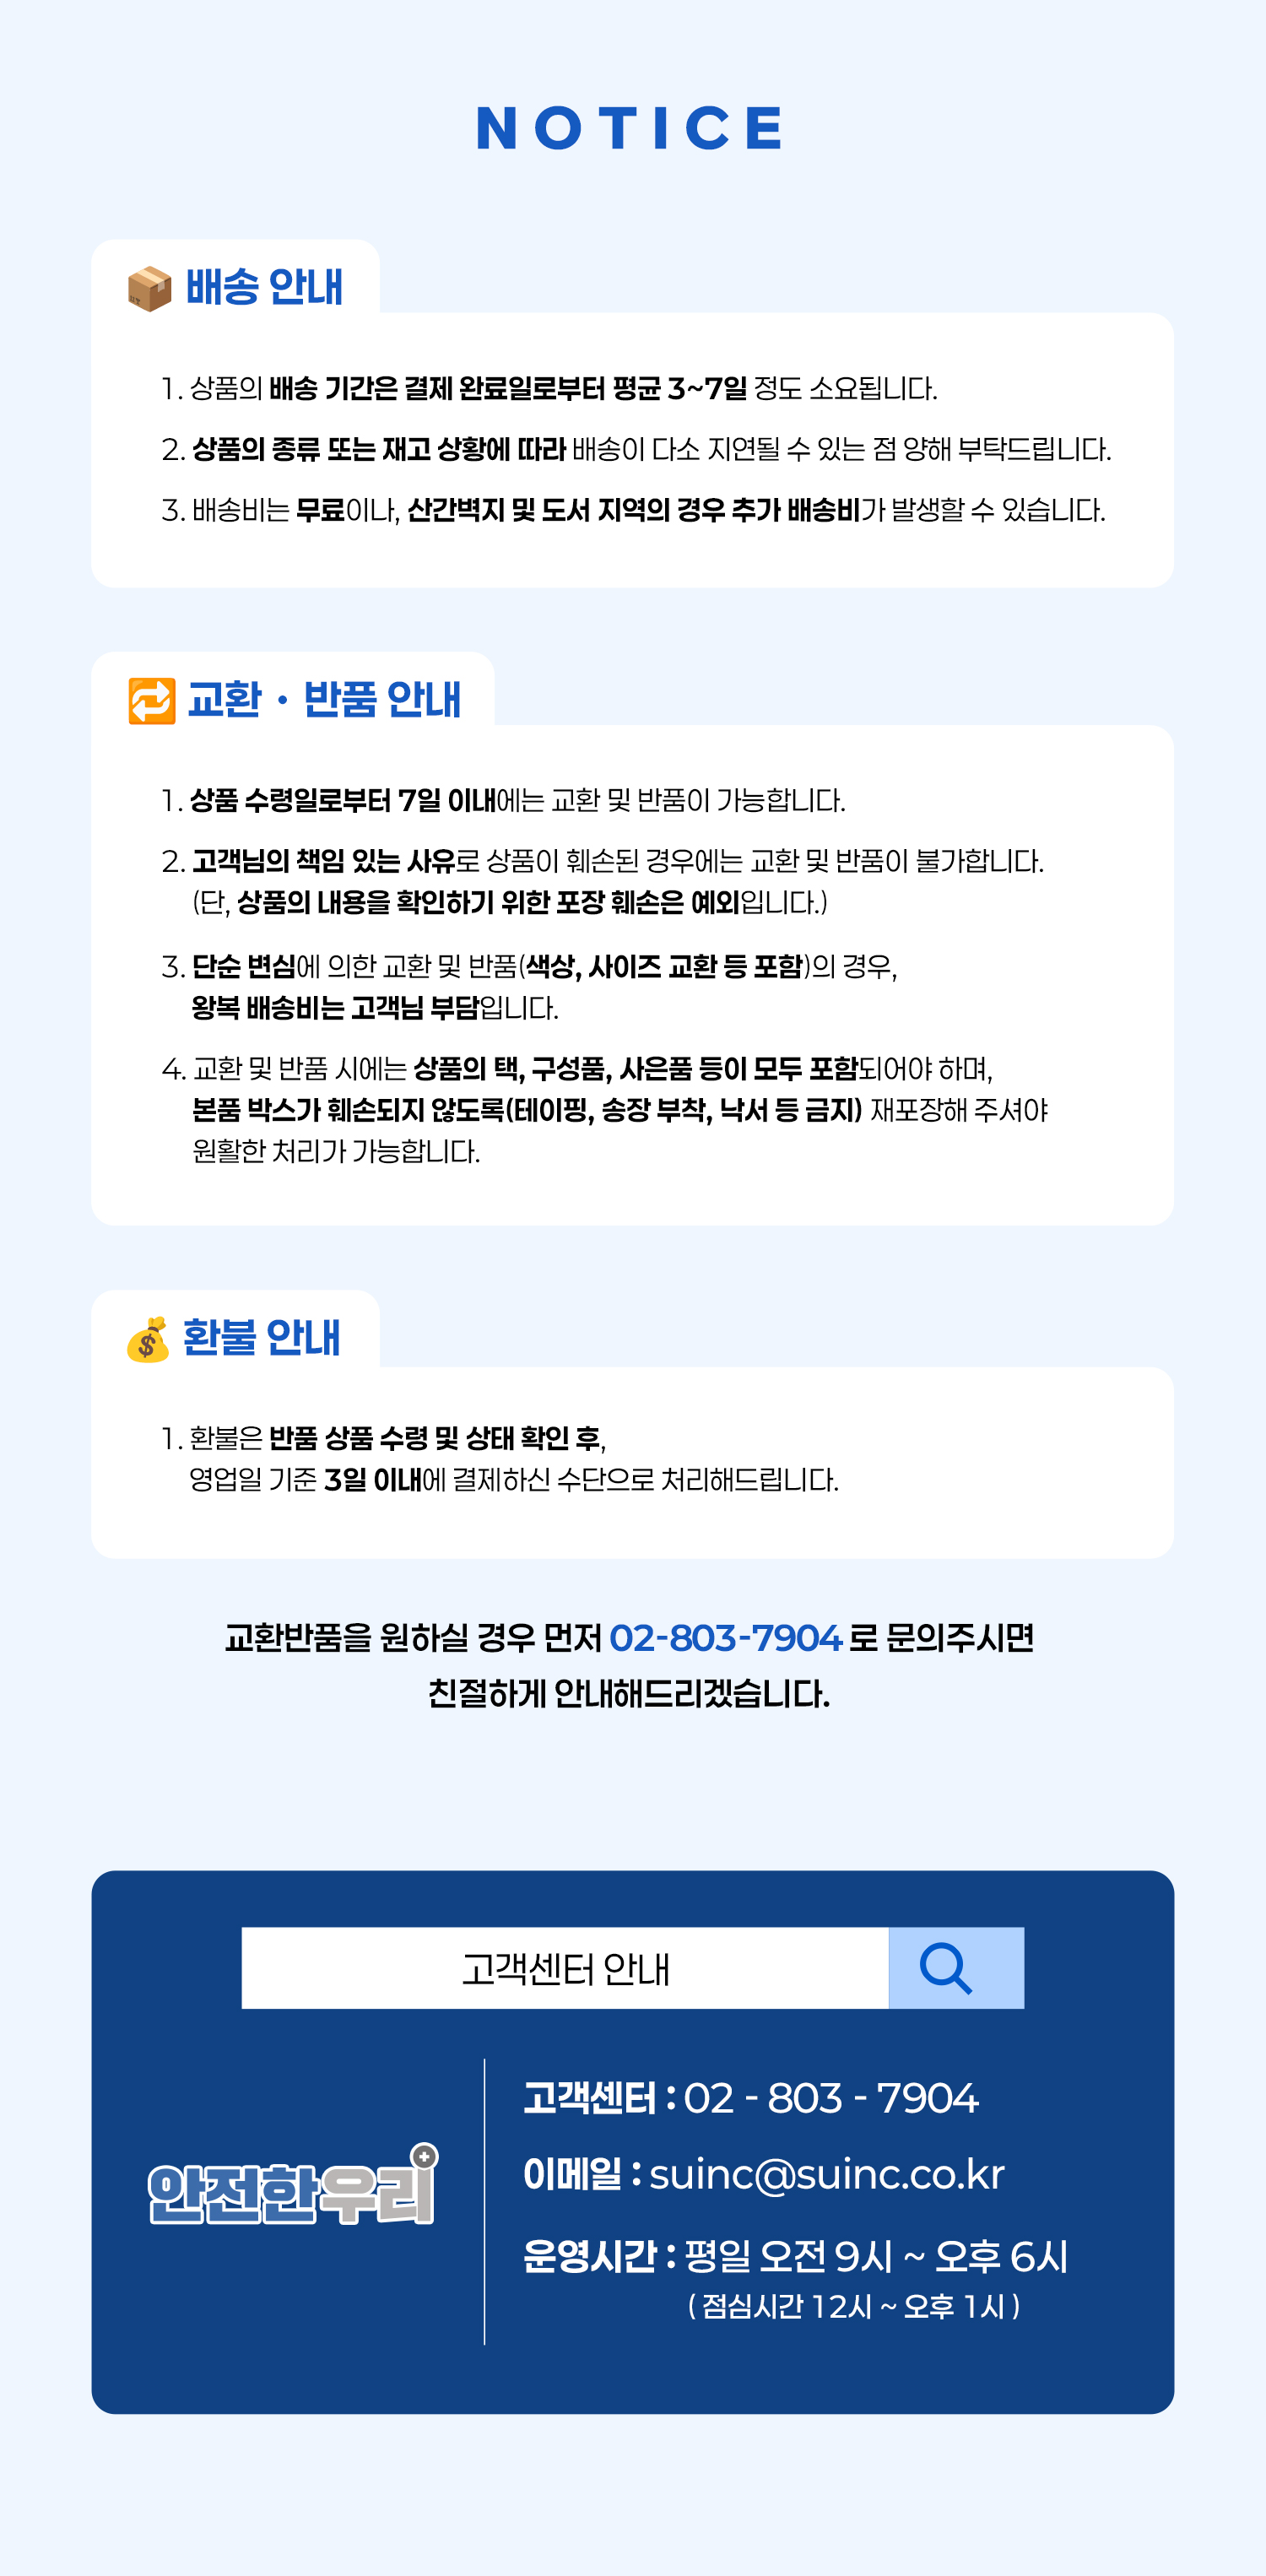 NOTICE
배송 안내
1. 상품의 배송 기간은 결제 완료일로부터 평균 3~7일 정도 소요됩니다.
2. 상품의 종류 또는 재고 상황에 따라 배송이 다소 지연될 수 있는 점 양해 부탁드립니다.
3. 배송비는 무료이나, 산간벽지 및 도서 지역의 경우 추가 배송비가 발생할 수 있습니다.
교환 · 반품 안내
1. 상품 수령일로부터 7일 이내에는 교환 및 반품이 가능합니다.
2. 고객님의 책임 있는 사유로 상품이 훼손된 경우에는 교환 및 반품이 불가합니다.
(단, 상품의 내용을 확인하기 위한 포장 훼손은 예외입니다.)
3. 단순 변심에 의한 교환 및 반품(색상, 사이즈 교환 등 포함)의 경우,
왕복 배송비는 고객님 부담입니다.
4. 교환 및 반품 시에는 상품의 택, 구성품, 사은품 등이 모두 포함되어야 하며,
본품 박스가 훼손되지 않도록(테이핑, 송장 부착, 낙서 등 금지) 재포장해 주셔야
원활한 처리가 가능합니다.
환불 안내
1. 환불은 반품 상품 수령 및 상태 확인 후,
영업일 기준 3일 이내에 결제하신 수단으로 처리해드립니다.
교환반품을 원하실 경우 먼저 02-803-7904 로 문의주시면
친절하게 안내해드리겠습니다.
고객센터 안내
안전한우리
고객센터 : 02 - 803 - 7904
이메일 : suinc@suinc.co.kr
운영시간 : 평일 오전 9시 ~ 오후 6시
( 점심시간 12시 ~ 오후 1시 )